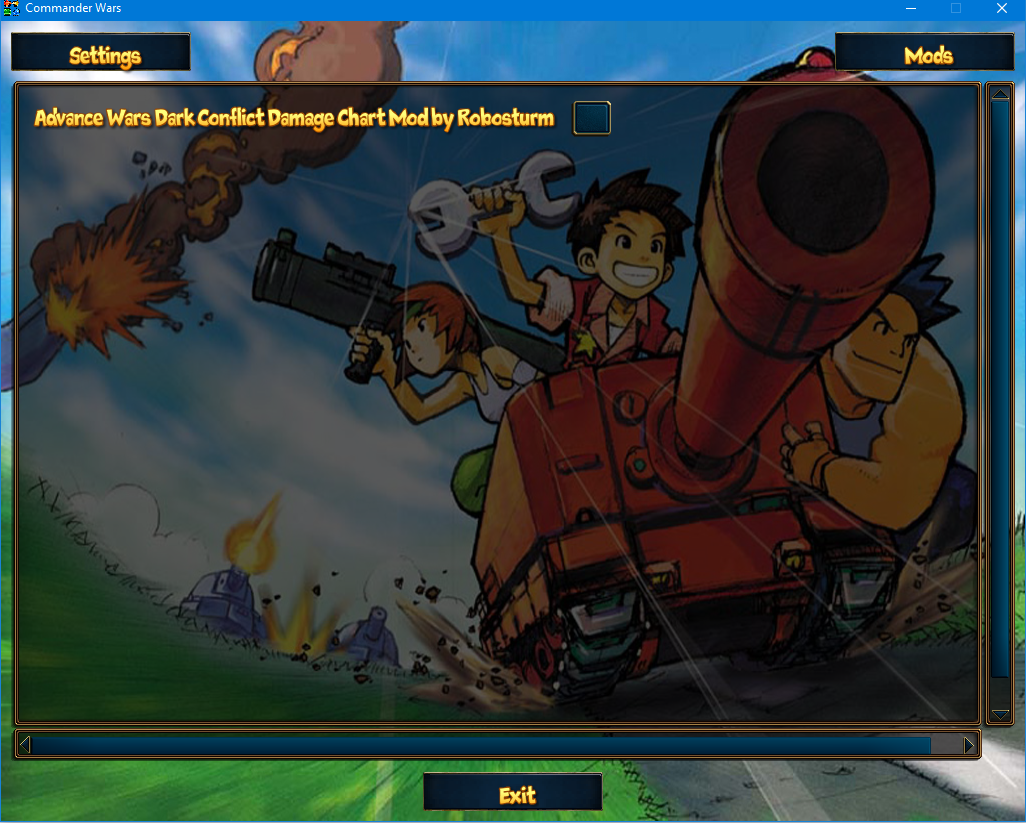 Commander Wars
Settings
Mods
Advance Wars Dark Conflict Damage Chart Mod by Robosturm
Exit